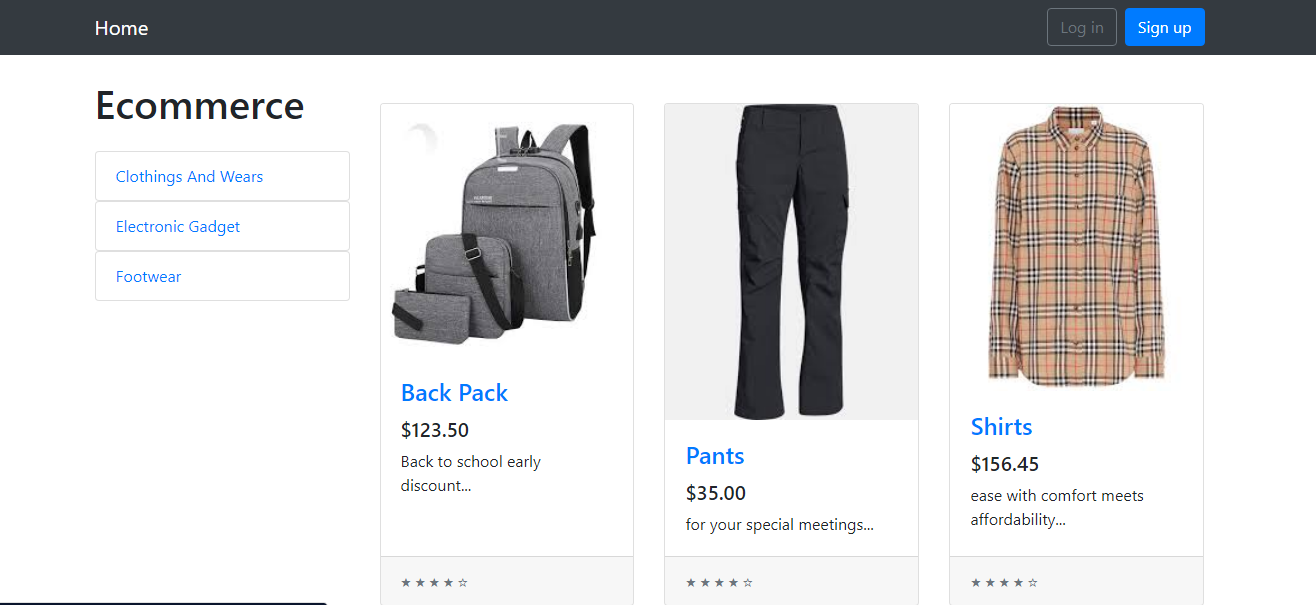 Home
Log in
Sign up
Ecommerce
Clothings And Wears
Electronic Gadget
Footwear
Back Pack
$123.50
Back to school early
discount...
★ ★ ★ ★ ☆
Pants
$35.00
for your special meetings...
★ ★ ★ ★ ☆
Shirts
$156.45
ease with comfort meets
affordability...
★ ★ ★ ★ ☆